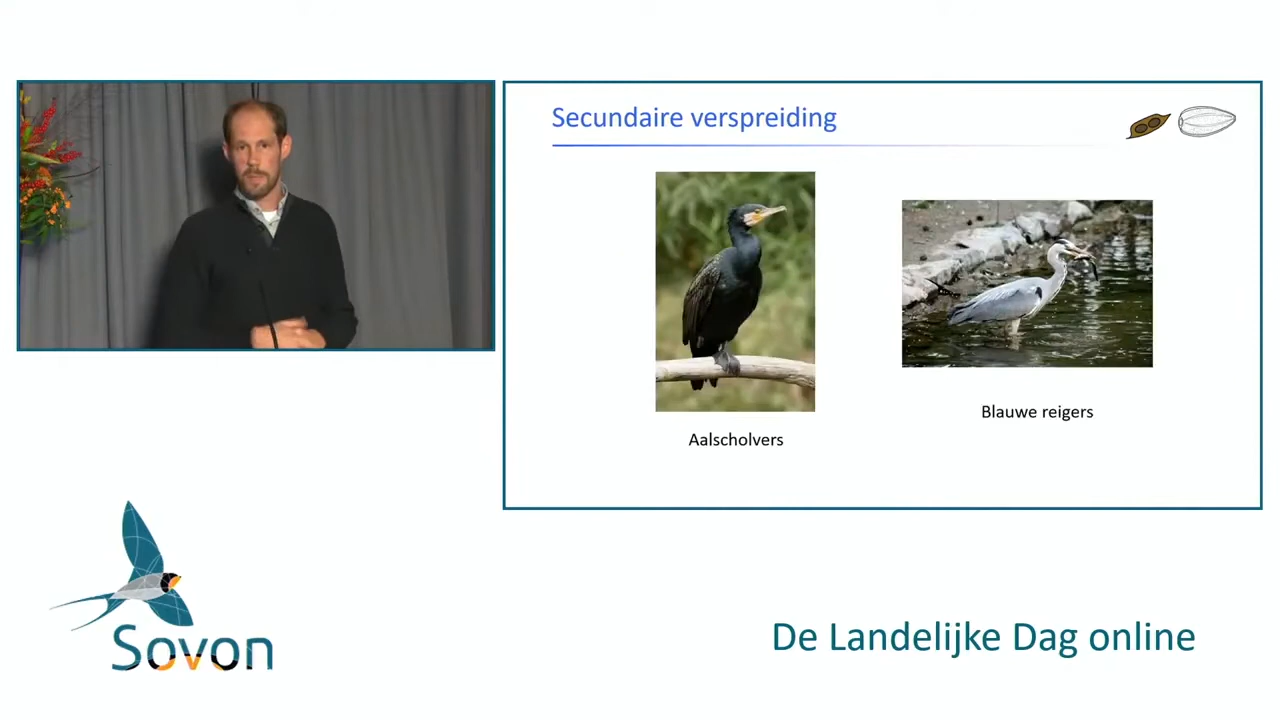 Secundaire verspreiding
Aalscholvers
Blauwe reigers
Sovon
De Landelijke Dag online